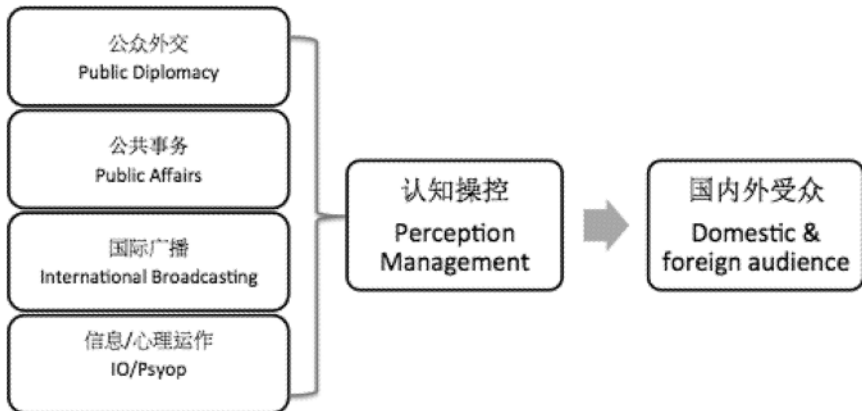 公众外交
Public Diplomacy
公共事务
Public Affairs
国际广播
International Broadcasting
信息/心理运作
IO/Psyop
认知操控
Perception
Management
国内外受众
Domestic &
foreign audience